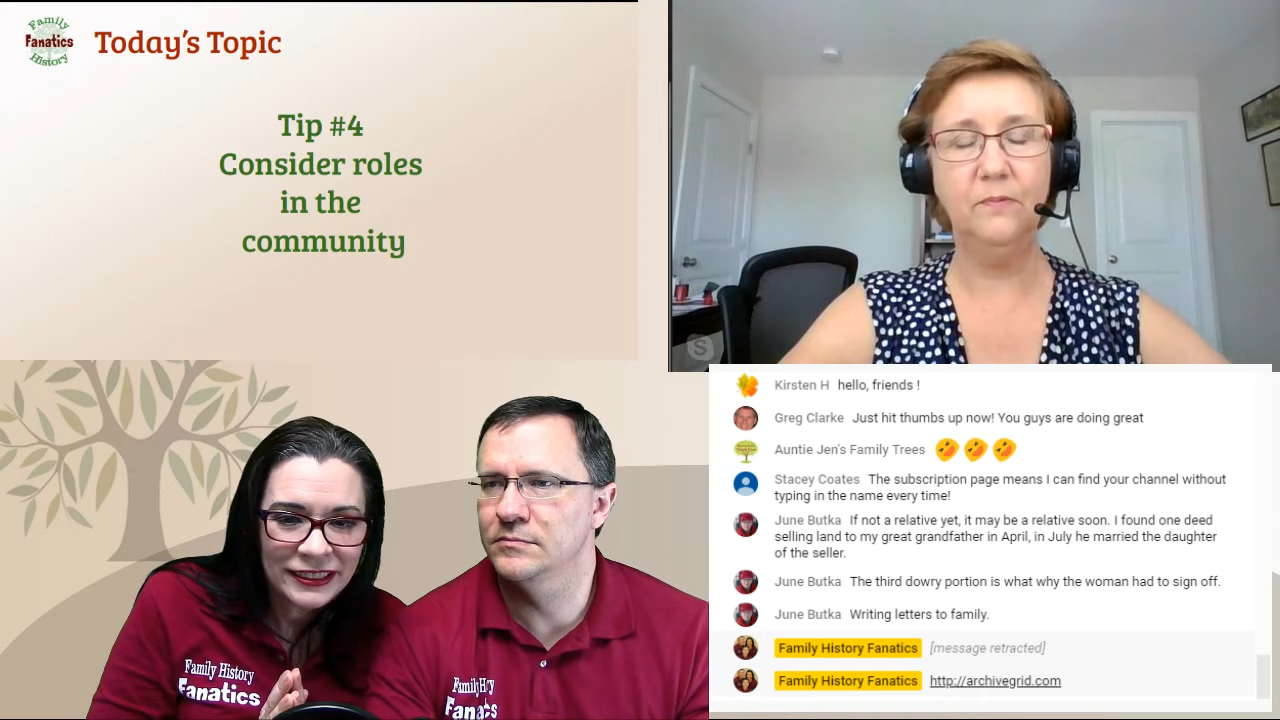 Family
Fanatics
History
Today's Topic
Tip #4
Consider roles
in the
community
S
Family History
Fanatics
Family
Fana
Kirsten H hello, friends !
Greg Clarke Just hit thumbs up now! You guys are doing great
Auntie Jen's Family Trees
Stacey Coates The subscription page means I can find your channel without
typing in the name every time!
June Butka If not a relative yet, it may be a relative soon. I found one deed
selling land to my great grandfather in April, in July he married the daughter
of the seller.
June Butka The third dowry portion is what why the woman had to sign off.
June Butka Writing letters to family.
Family History Fanatics [message retracted]
Family History Fanatics http://archivegrid.com